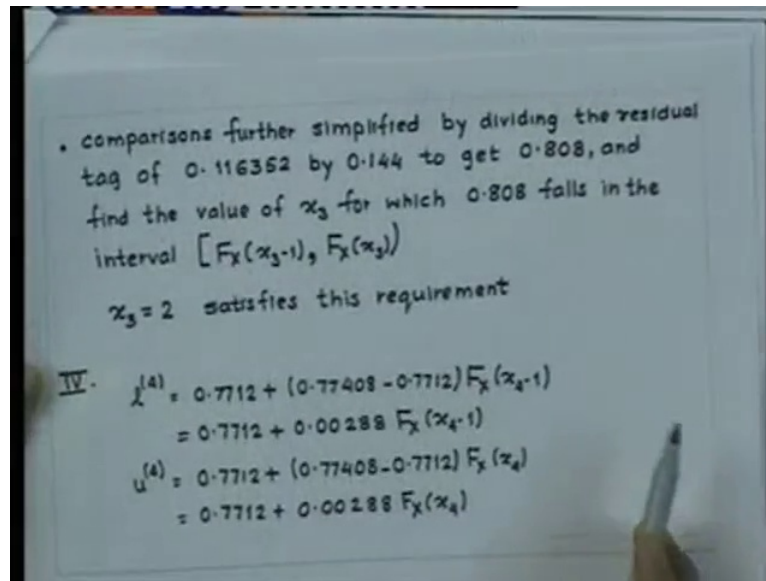 . comparisons further simplified by dividing the residual
tag of 0.116352 by 0.144 to get 0.808, and
find the value of x₃ for which 0.808 falls in the
interval [Fx(x₃-1), Fx(x₃))
x₃ = 2 satisfies this requirement
IV. l⁽⁴⁾ = 0.7712 + (0.77408 - 0.7712) Fx(x₄-1)
= 0.7712 + 0.00288 Fx(x₄-1)
u⁽⁴⁾ = 0.7712 + (0.77408-0.7712) Fx(x₄)
= 0.7712 + 0.00288 Fx(x₄)